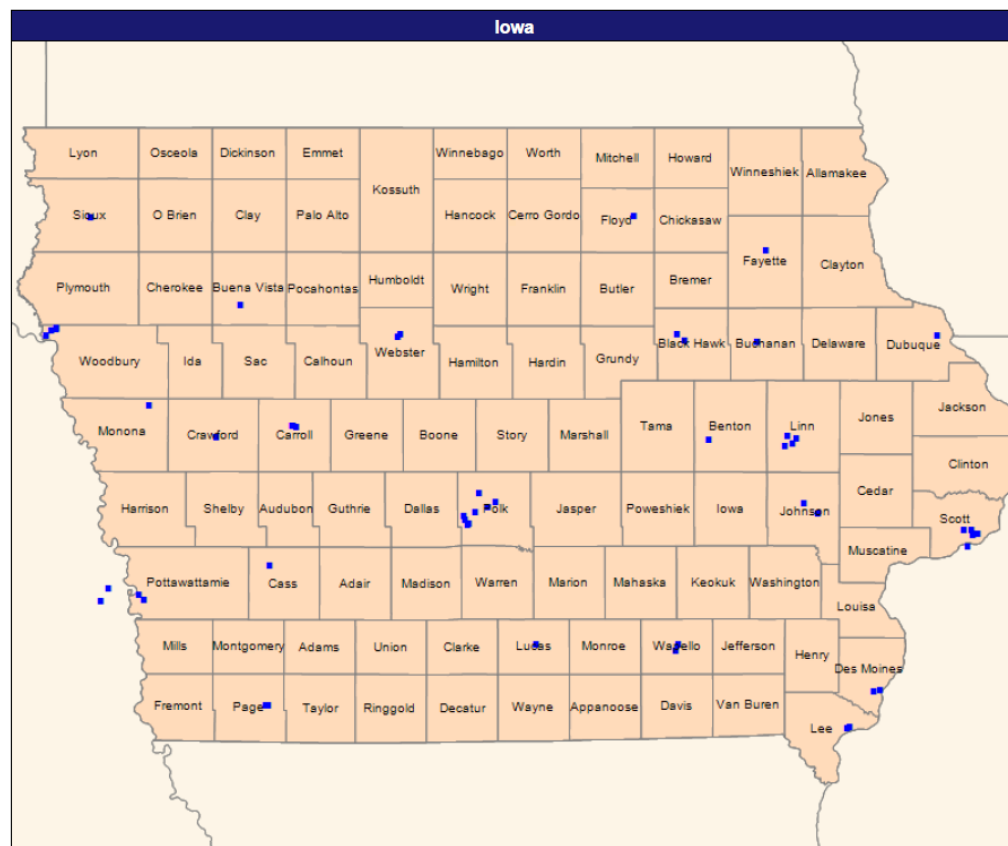 Iowa
Lyon Osceola Dickinson Emmet Winnebago Worth Mitchell Howard
Winneshiek Allamakee
Kossuth
Sioux O Brien Clay Palo Alto Hancock Cerro Gordo Floyd Chickasaw
Fayette Clayton
Plymouth Cherokee Buena Vista Pocahontas Humboldt Wright Franklin Butler Bremer
Woodbury Ida Sac Calhoun Webster Hamilton Hardin Grundy Black Hawk Buchanan Delaware Dubuque
Jackson
Monona Crawford Carroll Greene Boone Story Marshall Tama Benton Linn Jones
Clinton
Cedar
Harrison Shelby Audubon Guthrie Dallas Polk Jasper Poweshiek Iowa Johnson Scott
Muscatine
Pottawattamie Cass Adair Madison Warren Marion Mahaska Keokuk Washington
Louisa
Mills Montgomery Adams Union Clarke Lucas Monroe Wapello Jefferson Henry
Des Moines
Fremont Page Taylor Ringgold Decatur Wayne Appanoose Davis Van Buren
Lee